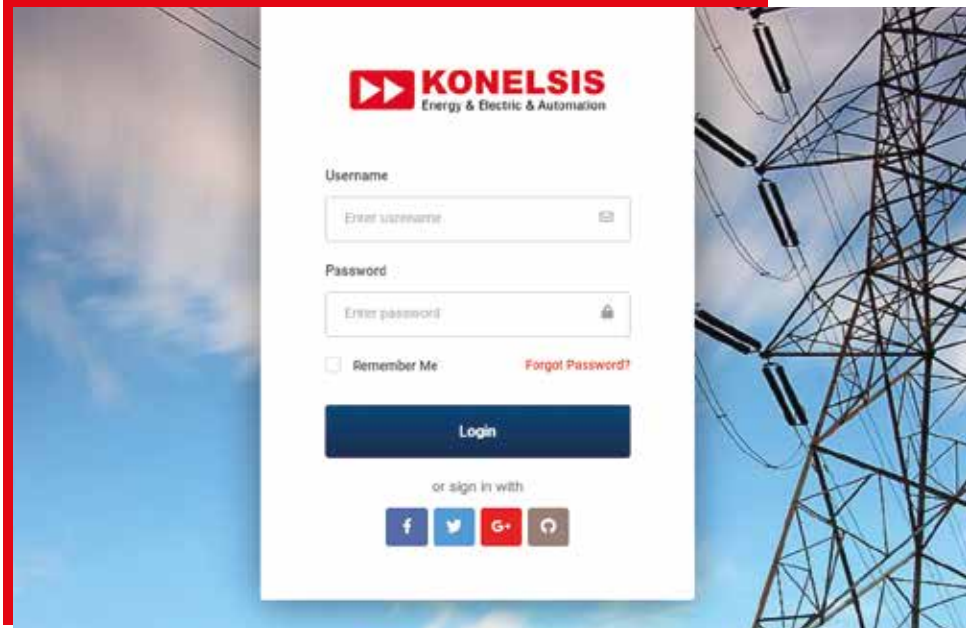 KONELSIS
Energy & Electric & Automation
Username
Enter username
Password
Enter password
Remember Me
Forgot Password?
Login
or sign in with
f
G+